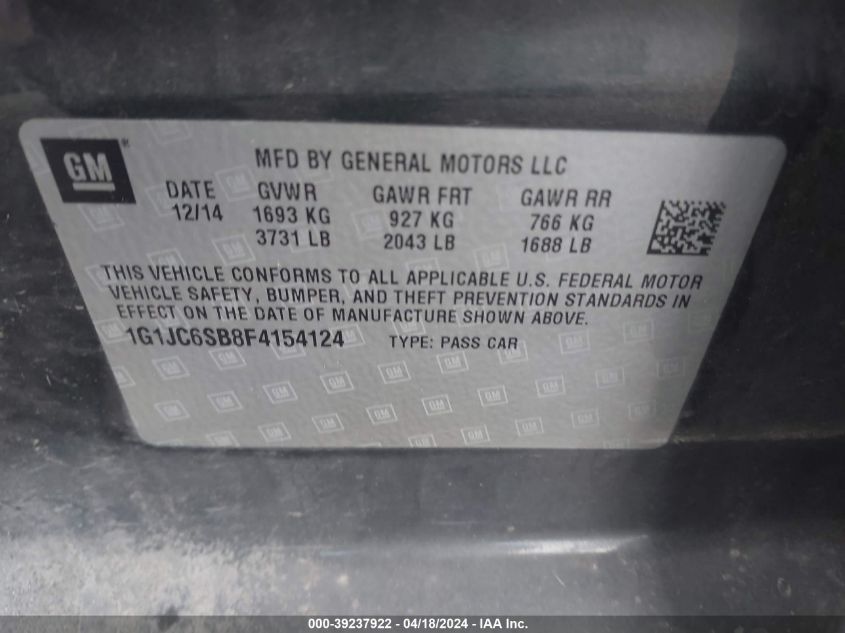 GM®
MFD BY GENERAL MOTORS LLC
DATE GVWR GAWR FRT GAWR RR
12/14 1693 KG 927 KG 766 KG
3731 LB 2043 LB 1688 LB
THIS VEHICLE CONFORMS TO ALL APPLICABLE U.S. FEDERAL MOTOR
VEHICLE SAFETY, BUMPER, AND THEFT PREVENTION STANDARDS IN
EFFECT ON THE DATE OF MANUFACTURE SHOWN ABOVE.
1G1JC6SB8F4154124 TYPE: PASS CAR
000-39237922 - 04/18/2024 - IAA Inc.